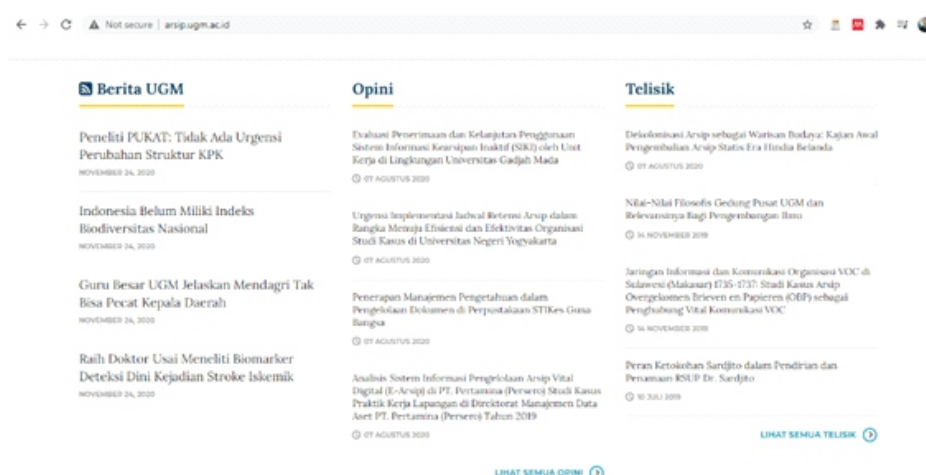 Not secure | arsip.ugm.ac.id
Berita UGM
Peneliti PUKAT: Tidak Ada Urgensi
Perubahan Struktur KPK
NOVEMBER 24, 2020
Indonesia Belum Miliki Indeks
Biodiversitas Nasional
NOVEMBER 24, 2020
Guru Besar UGM Jelaskan Mendagri Tak
Bisa Pecat Kepala Daerah
NOVEMBER 24, 2020
Raih Doktor Usai Meneliti Biomarker
Deteksi Dini Kejadian Stroke Iskemik
NOVEMBER 24, 2020
Opini
Evaluasi Penerimaan dan Kelanjutan Penggunaan
Sistem Informasi Kearsipan Inaktif (SIKI) oleh Unit
Kerja di Lingkungan Universitas Gadjah Mada
07 AGUSTUS 2020
Urgensi Implementasi Jadwal Retensi Arsip dalam
Rangka Menuju Efisiensi dan Efektivitas Organisasi
Studi Kasus di Universitas Negeri Yogyakarta
07 AGUSTUS 2020
Penerapan Manajemen Pengetahuan dalam
Pengelolaan Dokumen di Perpustakaan STIKes Guna
Bangsa
07 AGUSTUS 2020
Analisis Sistem Informasi Pengelolaan Arsip Vital
Digital (E-Arsip) di PT. Pertamina (Persero) Studi Kasus
Praktik Kerja Lapangan di Direktorat Manajemen Data
Aset PT. Pertamina (Persero) Tahun 2019
07 AGUSTUS 2020
LIHAT SEMUA OPINI
Telisik
Dekolonisasi Arsip sebagai Warisan Budaya: Kajian Awal
Pengembalian Arsip Statis Era Hindia Belanda
07 AGUSTUS 2020
Nilai-Nilai Filosofis Gedung Pusat UGM dan
Relevansinya Bagi Pengembangan Ilmu
14 NOVEMBER 2019
Jaringan Informasi dan Komunikasi Organisasi VOC di
Sulawesi (Makasar) 1735-1737: Studi Kasus Arsip
Overgekomen Brieven en Papieren (OBP) sebagai
Penghubung Vital Komunikasi VOC
14 NOVEMBER 2019
Peran Ketokohan Sardjito dalam Pendirian dan
Penamaan RSUP Dr. Sardjito
10 JULI 2019
LIHAT SEMUA TELISIK